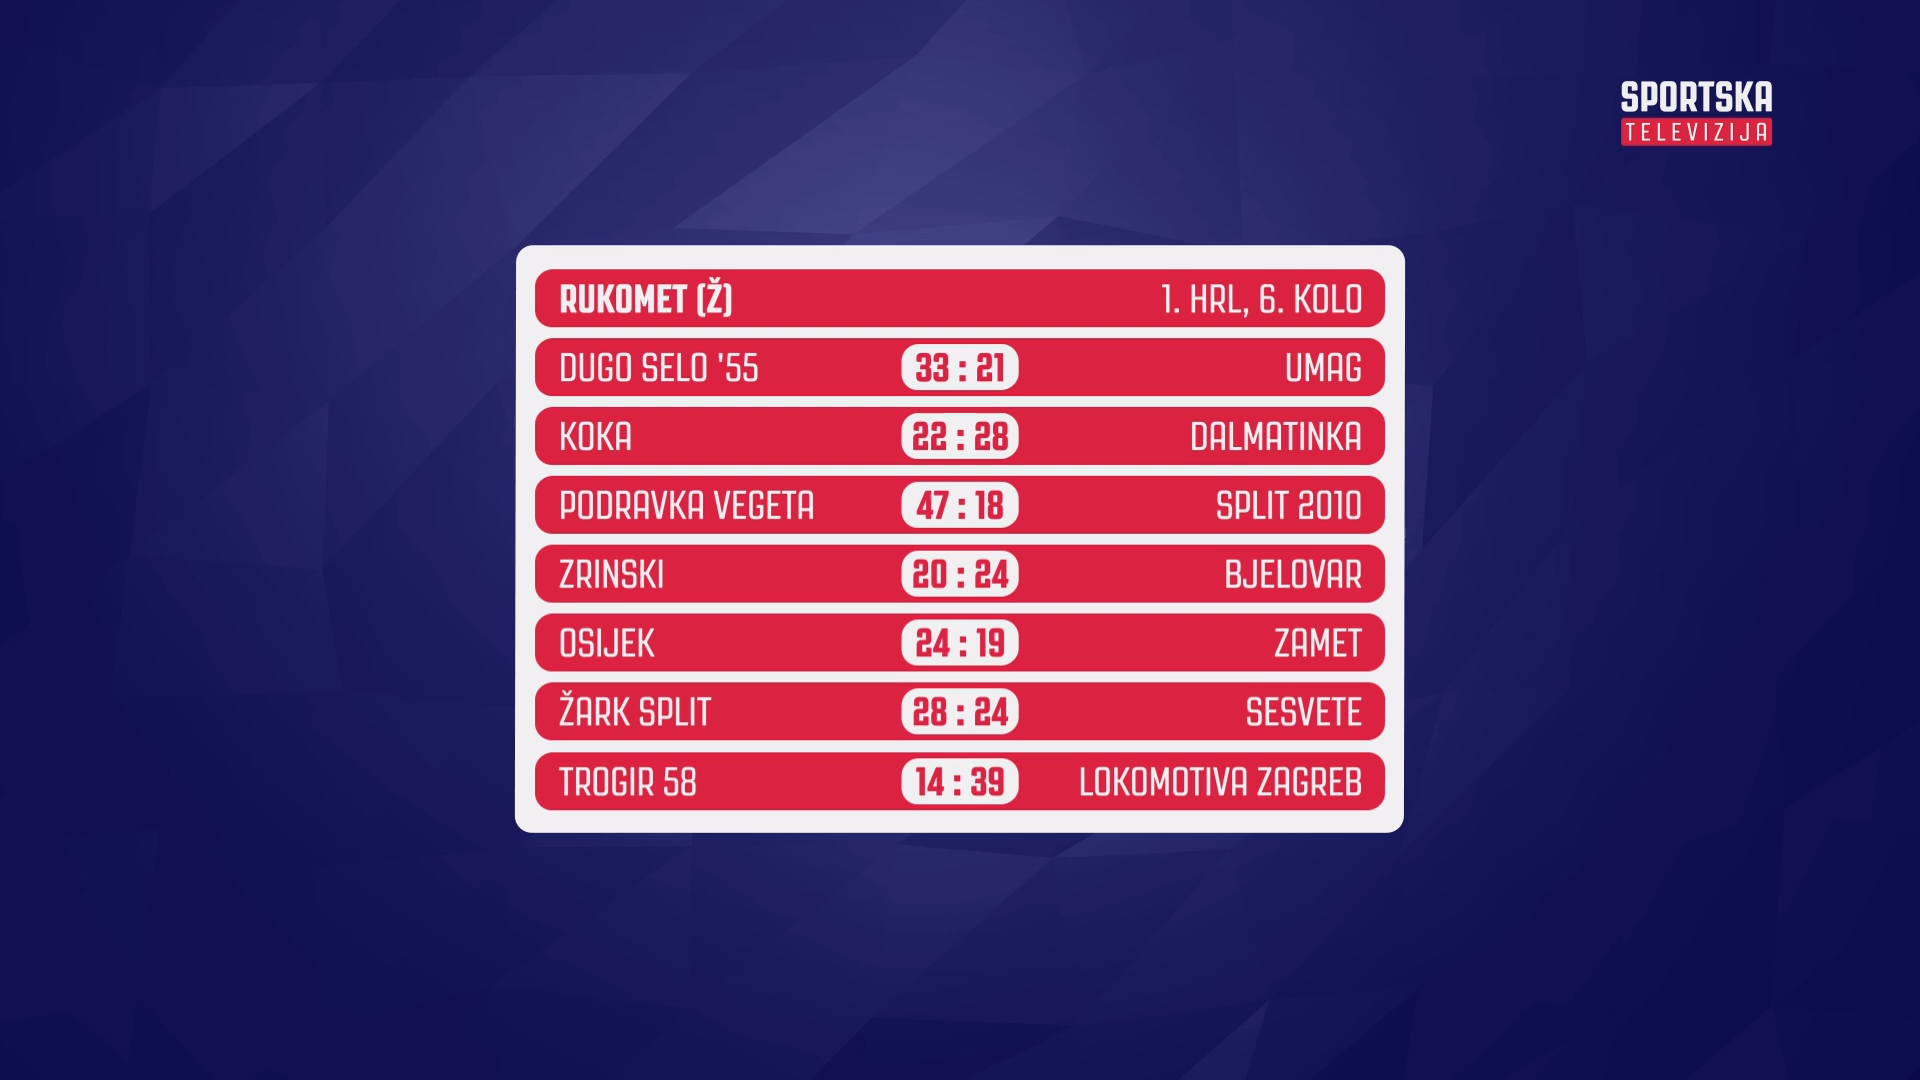 SPORTSKA
TELEVIZIJA
RUKOMET (Ž) 1. HRL, 6. KOLO
DUGO SELO '55 33 : 21 UMAG
KOKA 22 : 28 DALMATINKA
PODRAVKA VEGETA 47 : 18 SPLIT 2010
ZRINSKI 20 : 24 BJELOVAR
OSIJEK 24 : 19 ZAMET
ŽARK SPLIT 28 : 24 SESVETE
TROGIR 58 14 : 39 LOKOMOTIVA ZAGREB